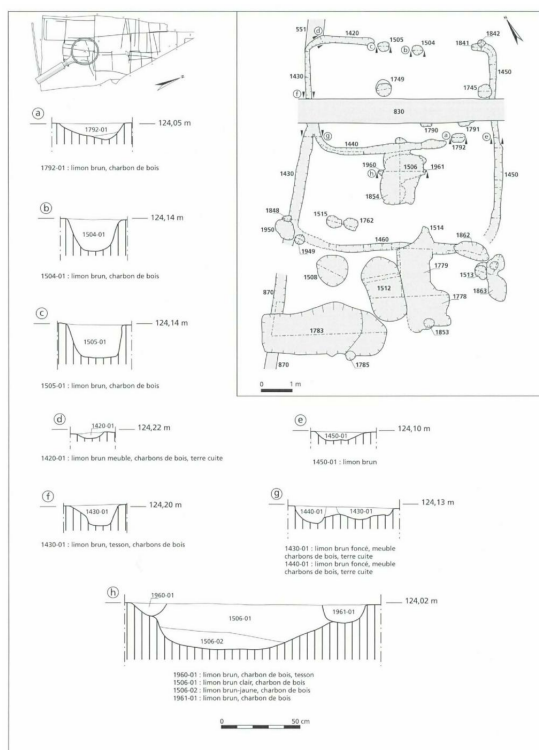 a
1792-01
124,05 m
1792-01 : limon brun, charbon de bois
b
1504-01
124,14 m
1504-01 : limon brun, charbon de bois
c
1505-01
124,14 m
1505-01 : limon brun, charbon de bois
d
1420-01
124,22 m
1420-01 : limon brun meuble, charbons de bois, terre cuite
e
1450-01
124,10 m
1450-01 : limon brun
f
1430-01
124,20 m
1430-01 : limon brun, tesson, charbons de bois
g
1440-01
1430-01
124,13 m
1430-01 : limon brun foncé, meuble
charbons de bois, terre cuite
1440-01 : limon brun foncé, meuble
charbons de bois, terre cuite
h
1960-01
1506-01
1961-01
124,02 m
1506-02
1960-01 : limon brun, charbon de bois, tesson
1506-01 : limon brun clair, charbon de bois
1506-02 : limon brun-jaune, charbon de bois
1961-01 : limon brun, charbon de bois
0 50 cm
551
d
1420
c
1505
b
1504
1842
1841
1430
1749
1450
1745
f
830
1790
1791
g
1440
a
1792
e
1430
1960
h
1506
1961
1450
1854
1848
1950
1515
1762
1514
1949
1460
1862
1508
1779
1513
1512
1863
870
1778
1783
1853
870
1785
0 1 m